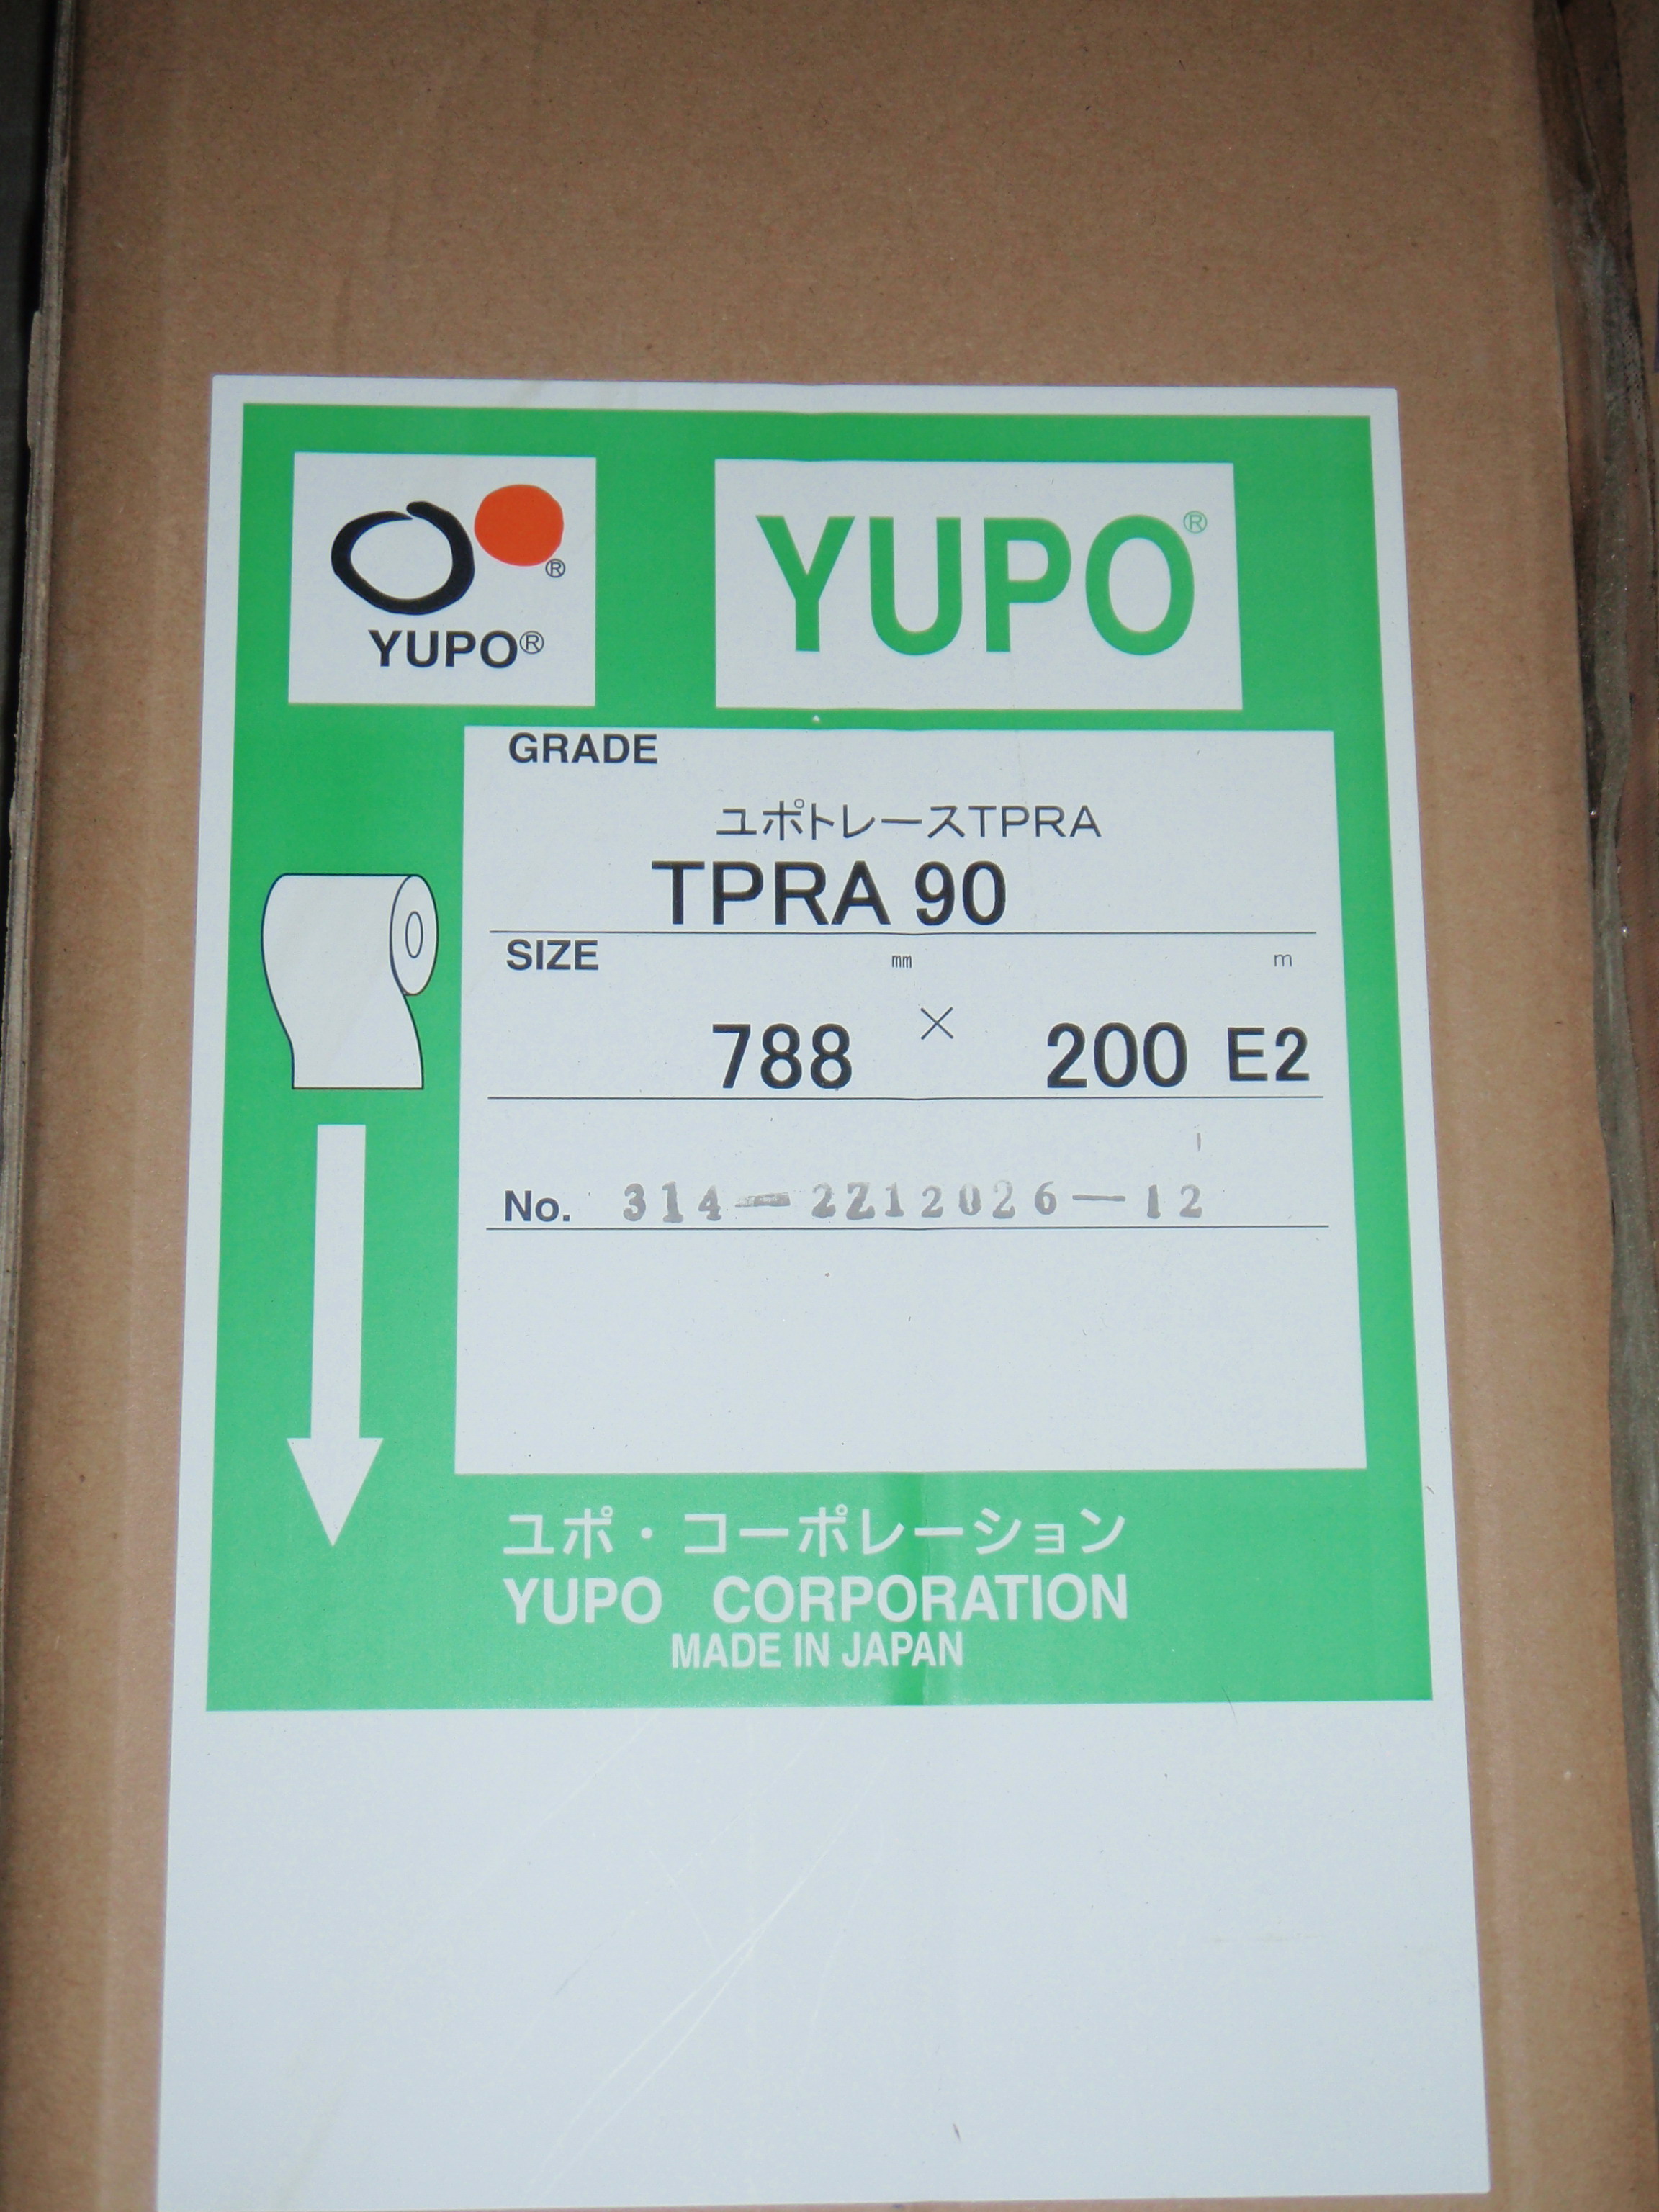 YUPO®
®
YUPO®
GRADE
ユポトレースTPRA
TPRA 90
SIZE mm m
788 × 200 E2
No. 314-2Z12026-12
ユポ・コーポレーション
YUPO CORPORATION
MADE IN JAPAN